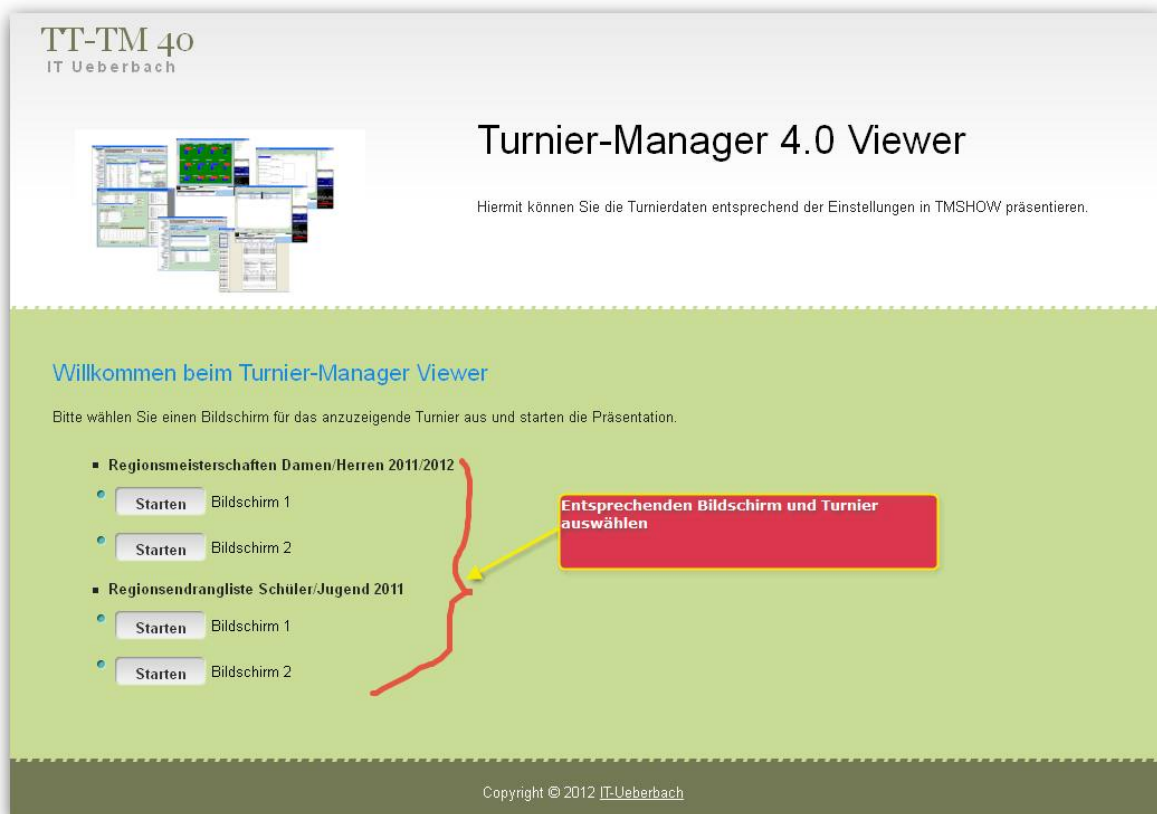 TT-TM 40
IT Ueberbach
Turnier-Manager 4.0 Viewer
Hiermit können Sie die Turnierdaten entsprechend der Einstellungen in TMSHOW präsentieren.
Willkommen beim Turnier-Manager Viewer
Bitte wählen Sie einen Bildschirm für das anzuzeigende Turnier aus und starten die Präsentation.
Regionsmeisterschaften Damen/Herren 2011/2012
Starten Bildschirm 1
Starten Bildschirm 2
Regionsendrangliste Schüler/Jugend 2011
Starten Bildschirm 1
Starten Bildschirm 2
Entsprechenden Bildschirm und Turnier
auswählen
Copyright © 2012 IT-Ueberbach